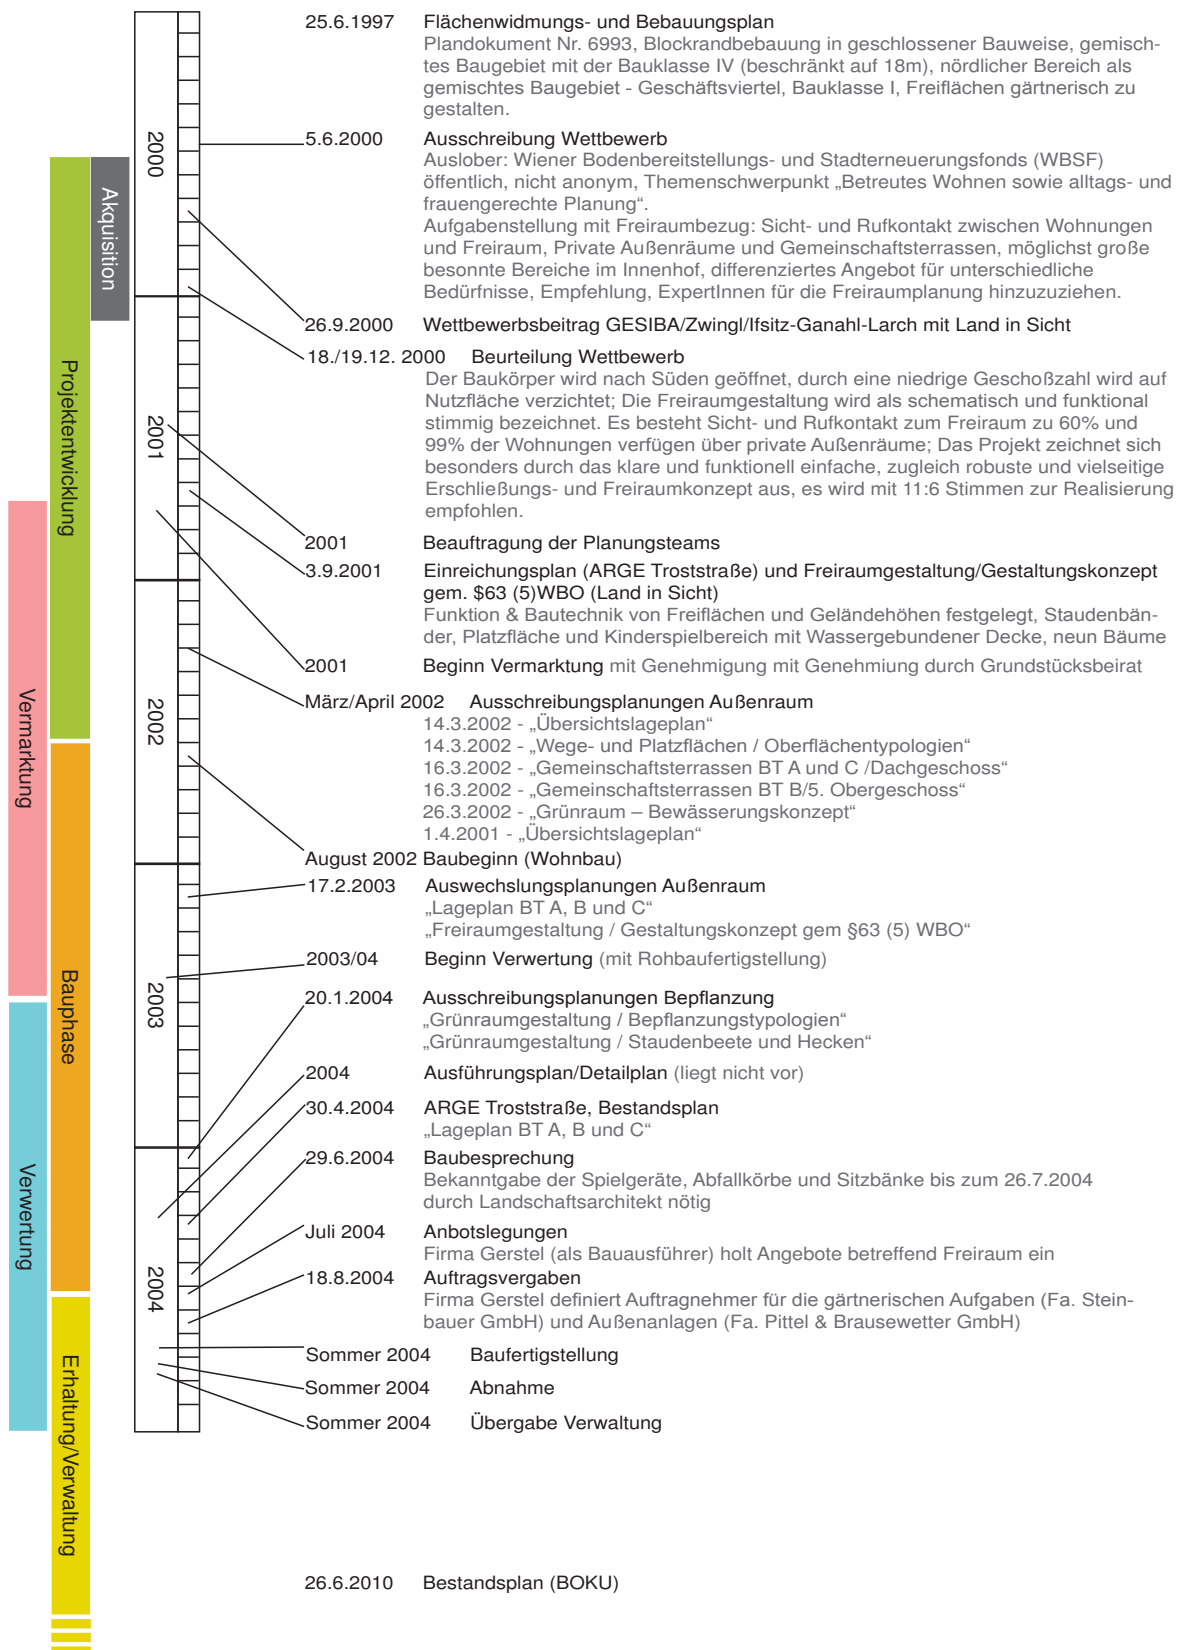 25.6.1997 Flächenwidmungs- und Bebauungsplan
Plandokument Nr. 6993, Blockrandbebauung in geschlossener Bauweise, gemisch-
tes Baugebiet mit der Bauklasse IV (beschränkt auf 18m), nördlicher Bereich als
gemischtes Baugebiet - Geschäftsviertel, Bauklasse I, Freiflächen gärtnerisch zu
gestalten.
5.6.2000 Ausschreibung Wettbewerb
Auslober: Wiener Bodenbereitstellungs- und Stadterneuerungsfonds (WBSF)
öffentlich, nicht anonym, Themenschwerpunkt „Betreutes Wohnen sowie alltags- und
frauengerechte Planung“.
Aufgabenstellung mit Freiraumbezug: Sicht- und Rufkontakt zwischen Wohnungen
und Freiraum, Private Außenräume und Gemeinschaftsterrassen, möglichst große
besonnte Bereiche im Innenhof, differenziertes Angebot für unterschiedliche
Bedürfnisse, Empfehlung, ExpertInnen für die Freiraumplanung hinzuzuziehen.
26.9.2000 Wettbewerbsbeitrag GESIBA/Zwingl/Ifsitz-Ganahl-Larch mit Land in Sicht
18./19.12. 2000 Beurteilung Wettbewerb
Der Baukörper wird nach Süden geöffnet, durch eine niedrige Geschoßzahl wird auf
Nutzfläche verzichtet; Die Freiraumgestaltung wird als schematisch und funktional
stimmig bezeichnet. Es besteht Sicht- und Rufkontakt zum Freiraum zu 60% und
99% der Wohnungen verfügen über private Außenräume; Das Projekt zeichnet sich
besonders durch das klare und funktionell einfache, zugleich robuste und vielseitige
Erschließungs- und Freiraumkonzept aus, es wird mit 11:6 Stimmen zur Realisierung
empfohlen.
2001 Beauftragung der Planungsteams
3.9.2001 Einreichungsplan (ARGE Troststraße) und Freiraumgestaltung/Gestaltungskonzept
gem. $63 (5)WBO (Land in Sicht)
Funktion & Bautechnik von Freiflächen und Geländehöhen festgelegt, Staudenbän-
der, Platzfläche und Kinderspielbereich mit Wassergebundener Decke, neun Bäume
2001 Beginn Vermarktung mit Genehmigung mit Genehmiung durch Grundstücksbeirat
März/April 2002 Ausschreibungsplanungen Außenraum
14.3.2002 - „Übersichtslageplan“
14.3.2002 - „Wege- und Platzflächen / Oberflächentypologien“
16.3.2002 - „Gemeinschaftsterrassen BT A und C /Dachgeschoss“
16.3.2002 - „Gemeinschaftsterrassen BT B/5. Obergeschoss“
26.3.2002 - „Grünraum – Bewässerungskonzept“
1.4.2001 - „Übersichtslageplan“
August 2002 Baubeginn (Wohnbau)
17.2.2003 Auswechslungsplanungen Außenraum
„Lageplan BT A, B und C“
„Freiraumgestaltung / Gestaltungskonzept gem §63 (5) WBO“
2003/04 Beginn Verwertung (mit Rohbaufertigstellung)
20.1.2004 Ausschreibungsplanungen Bepflanzung
„Grünraumgestaltung / Bepflanzungstypologien“
„Grünraumgestaltung / Staudenbeete und Hecken“
2004 Ausführungsplan/Detailplan (liegt nicht vor)
30.4.2004 ARGE Troststraße, Bestandsplan
„Lageplan BT A, B und C“
29.6.2004 Baubesprechung
Bekanntgabe der Spielgeräte, Abfallkörbe und Sitzbänke bis zum 26.7.2004
durch Landschaftsarchitekt nötig
Juli 2004 Anbotslegungen
Firma Gerstel (als Bauausführer) holt Angebote betreffend Freiraum ein
18.8.2004 Auftragsvergaben
Firma Gerstel definiert Auftragnehmer für die gärtnerischen Aufgaben (Fa. Stein-
bauer GmbH) und Außenanlagen (Fa. Pittel & Brausewetter GmbH)
Sommer 2004 Baufertigstellung
Sommer 2004 Abnahme
Sommer 2004 Übergabe Verwaltung
26.6.2010 Bestandsplan (BOKU)
2000
2001
2002
2003
2004
Akquisition
Projektentwicklung
Bauphase
Erhaltung/Verwaltung
Vermarktung
Verwertung